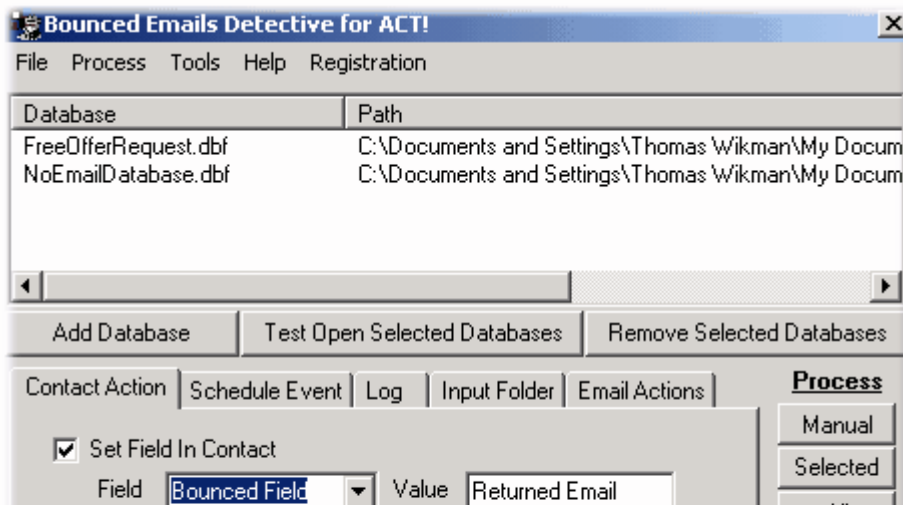 Bounced Emails Detective for ACT!
File Process Tools Help Registration
Database Path
FreeOfferRequest.dbf C:\Documents and Settings\Thomas Wikman\My Docum
NoEmailDatabase.dbf C:\Documents and Settings\Thomas Wikman\My Docum
Add Database Test Open Selected Databases Remove Selected Databases
Contact Action Schedule Event Log Input Folder Email Actions Process
Manual
Set Field In Contact
Selected
Field Bounced Field Value Returned Email